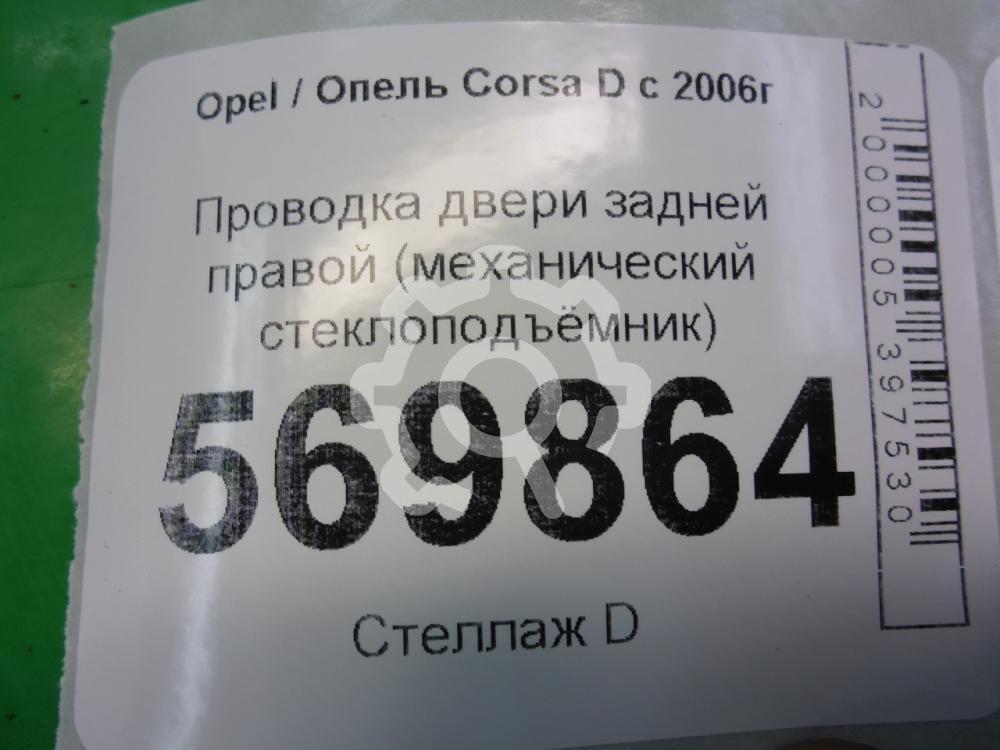 Opel / Опель Corsa D с 2006г
Проводка двери задней
правой (механический
стеклоподъёмник)
569864
Стеллаж D
2000005397530